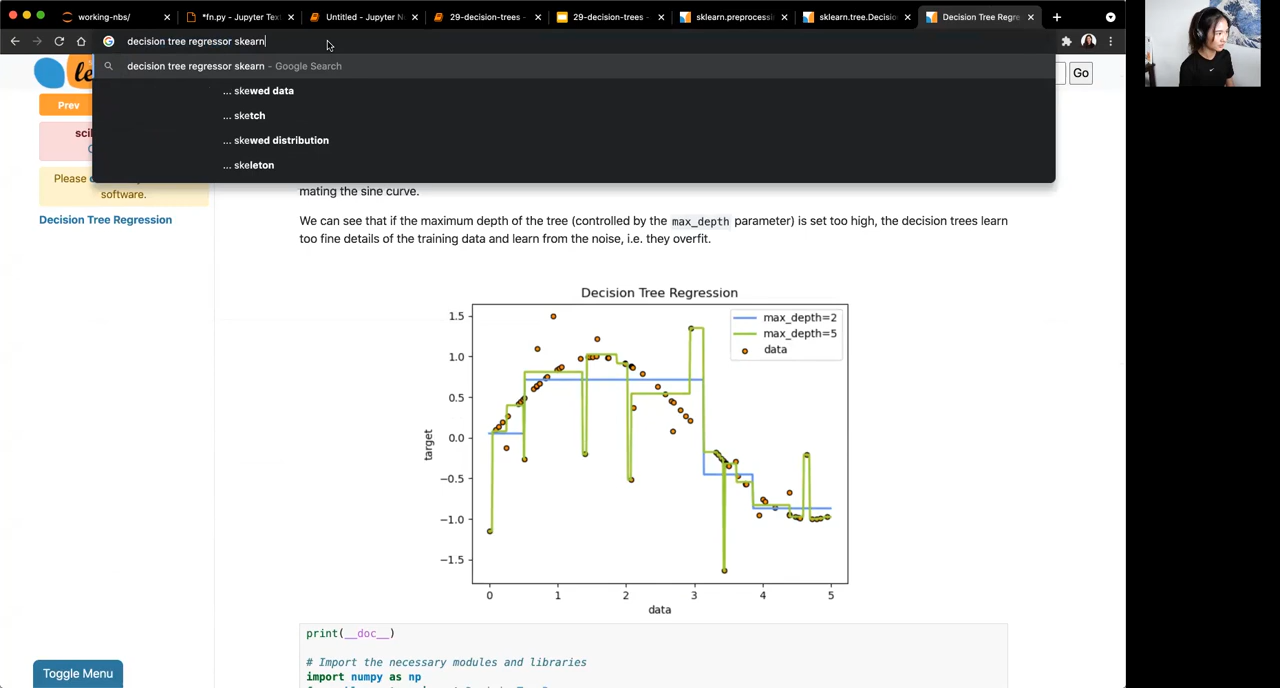 working-nbs/
*fn.py - Jupyter Text
Untitled - Jupyter N
29-decision-trees -
29-decision-trees -
sklearn.preprocessi
sklearn.tree.Decisio
Decision Tree Regre
decision tree regressor skearn
decision tree regressor skearn - Google Search
... skewed data
... sketch
... skewed distribution
... skeleton
Go
le
Prev
sci
Please
software.
Decision Tree Regression
mating the sine curve.
We can see that if the maximum depth of the tree (controlled by the max_depth parameter) is set too high, the decision trees learn
too fine details of the training data and learn from the noise, i.e. they overfit.
Decision Tree Regression
max_depth=2
max_depth=5
data
1.5
1.0
0.5
0.0
−0.5
−1.0
−1.5
target
0 1 2 3 4 5
data
print(__doc__)
# Import the necessary modules and libraries
import numpy as np
Toggle Menu